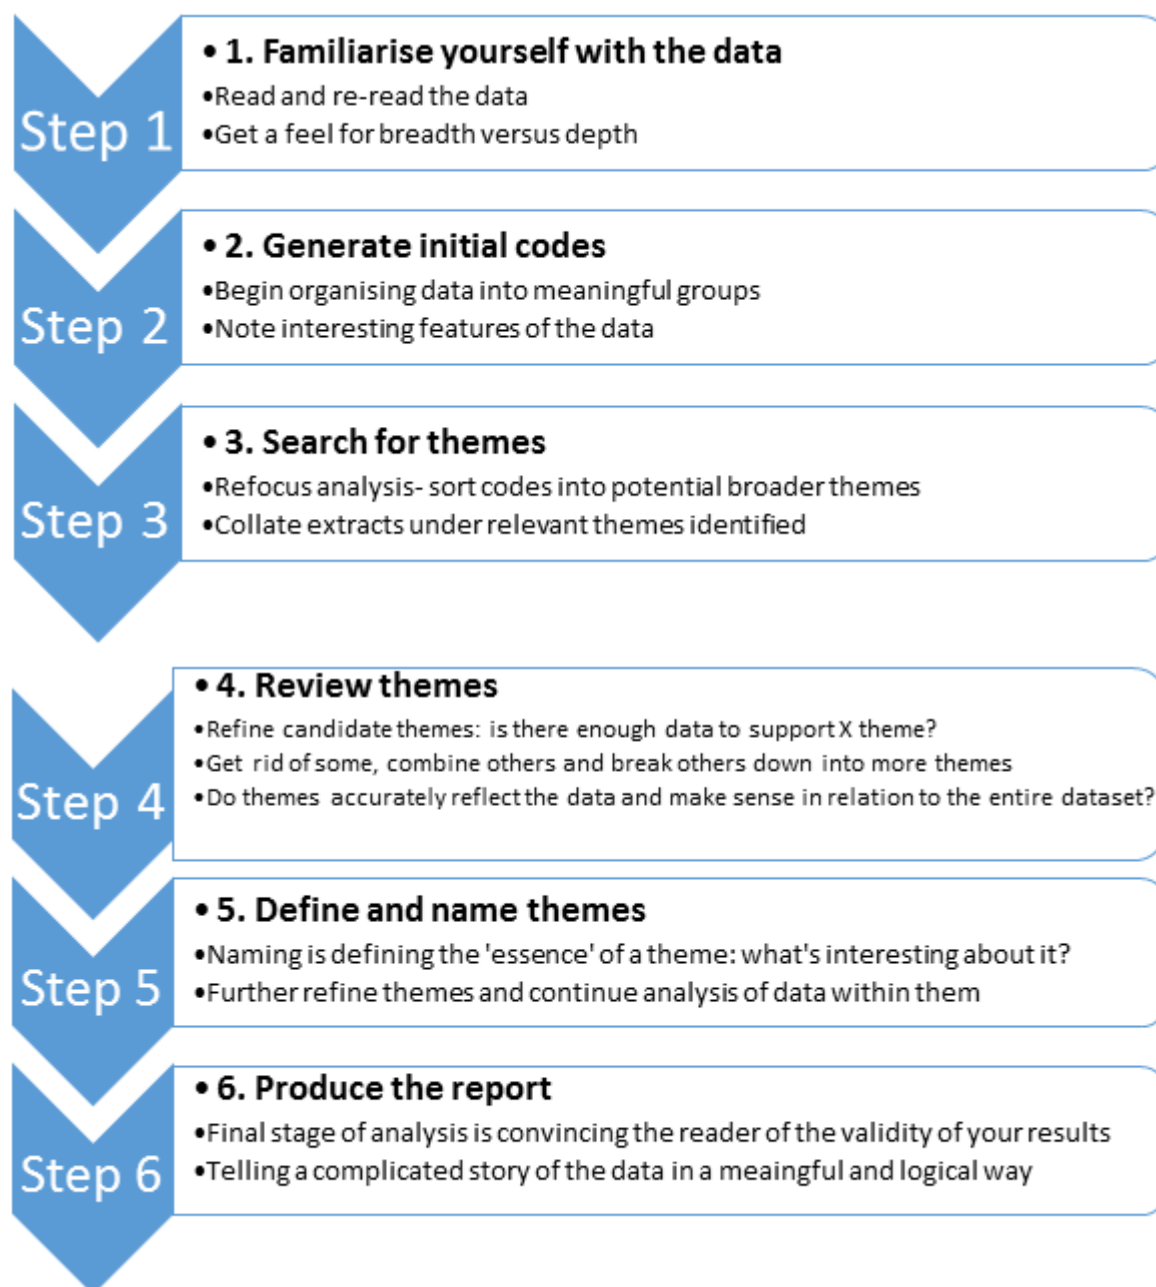 Step 1
• 1. Familiarise yourself with the data
•Read and re-read the data
•Get a feel for breadth versus depth
Step 2
• 2. Generate initial codes
•Begin organising data into meaningful groups
•Note interesting features of the data
Step 3
• 3. Search for themes
•Refocus analysis- sort codes into potential broader themes
•Collate extracts under relevant themes identified
Step 4
• 4. Review themes
•Refine candidate themes: is there enough data to support X theme?
•Get rid of some, combine others and break others down into more themes
•Do themes accurately reflect the data and make sense in relation to the entire dataset?
Step 5
• 5. Define and name themes
•Naming is defining the 'essence' of a theme: what's interesting about it?
•Further refine themes and continue analysis of data within them
Step 6
• 6. Produce the report
•Final stage of analysis is convincing the reader of the validity of your results
•Telling a complicated story of the data in a meaingful and logical way